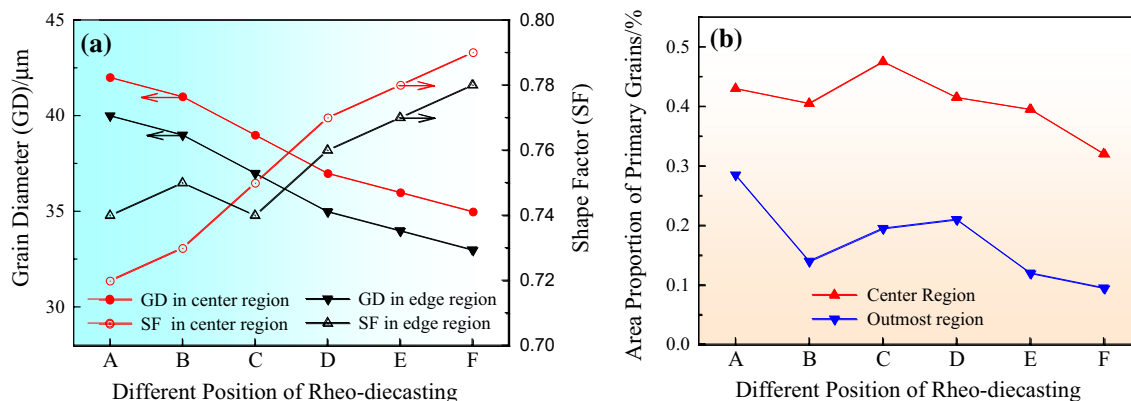 (a)
Grain Diameter (GD)/μm
45
40
35
30
0.80
0.78
0.76
0.74
0.72
0.70
Shape Factor (SF)
GD in center region
GD in edge region
SF in center region
SF in edge region
A B C D E F
Different Position of Rheo-diecasting
(b)
Area Proportion of Primary Grains/%
0.5
0.4
0.3
0.2
0.1
0.0
Center Region
Outmost region
A B C D E F
Different Position of Rheo-diecasting